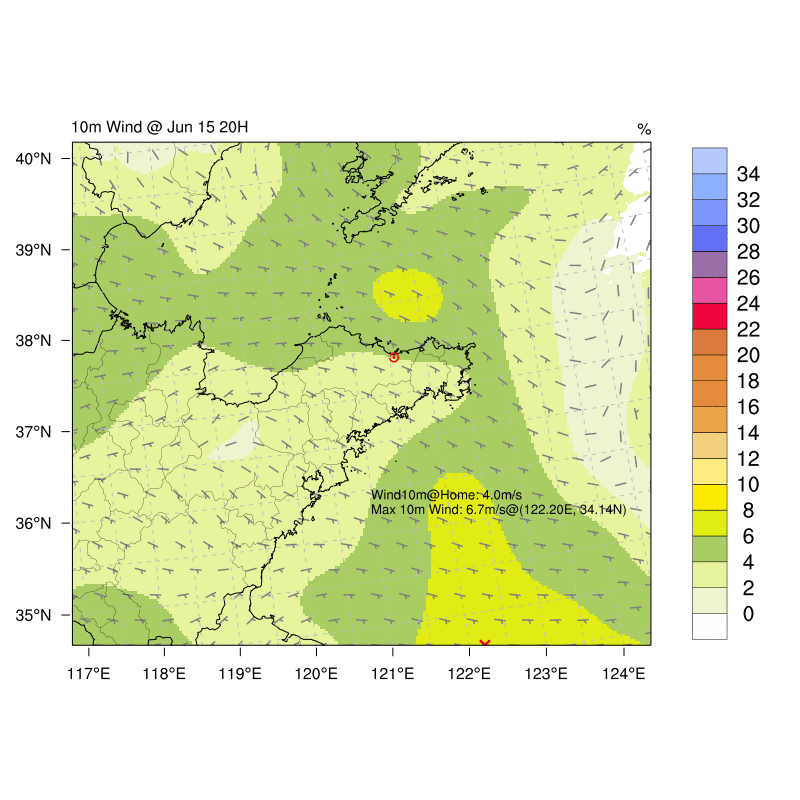 10m Wind @ Jun 15 20H
%
40°N
39°N
38°N
37°N
36°N
35°N
Wind10m@Home: 4.0m/s
Max 10m Wind: 6.7m/s@(122.20E, 34.14N)
117°E 118°E 119°E 120°E 121°E 122°E 123°E 124°E
34
32
30
28
26
24
22
20
18
16
14
12
10
8
6
4
2
0